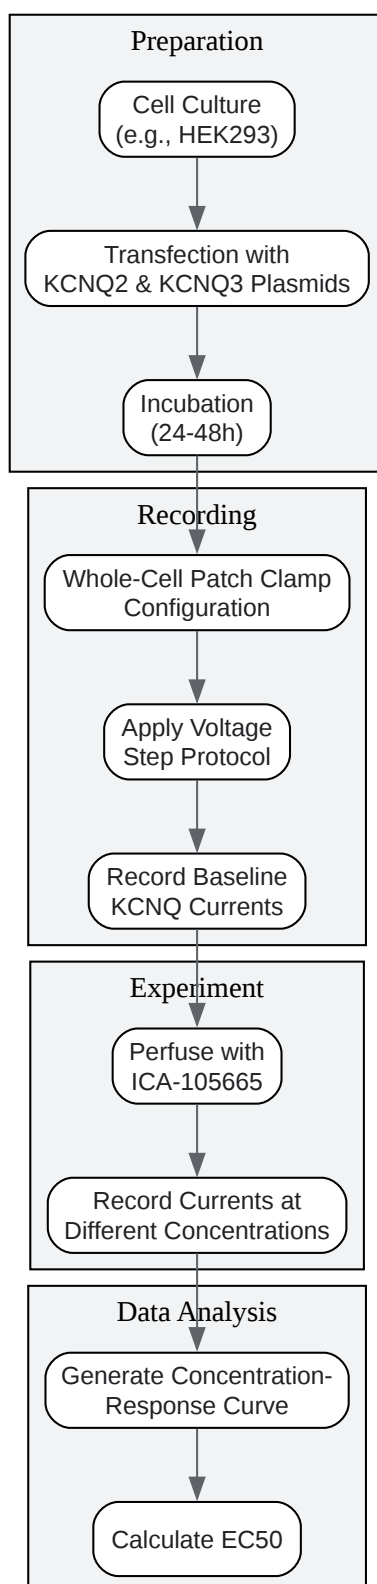 Preparation
Cell Culture
(e.g., HEK293)
Transfection with
KCNQ2 & KCNQ3 Plasmids
Incubation
(24-48h)
Recording
Whole-Cell Patch Clamp
Configuration
Apply Voltage
Step Protocol
Record Baseline
KCNQ Currents
Experiment
Perfuse with
ICA-105665
Record Currents at
Different Concentrations
Data Analysis
Generate Concentration-
Response Curve
Calculate EC50